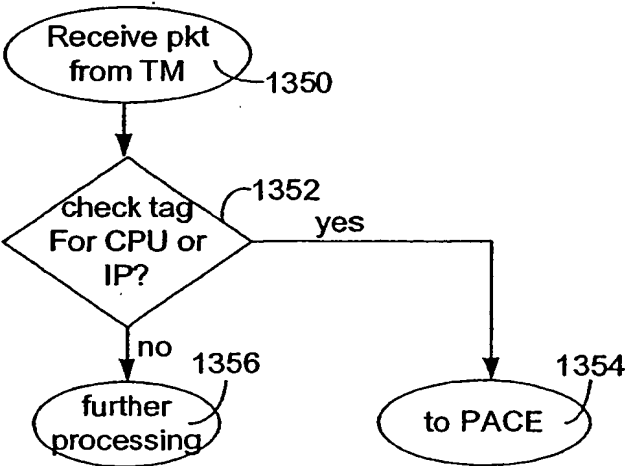 Receive pkt
from TM
1350
1352
check tag
For CPU or
IP?
yes
no
1356
1354
further
processing
to PACE